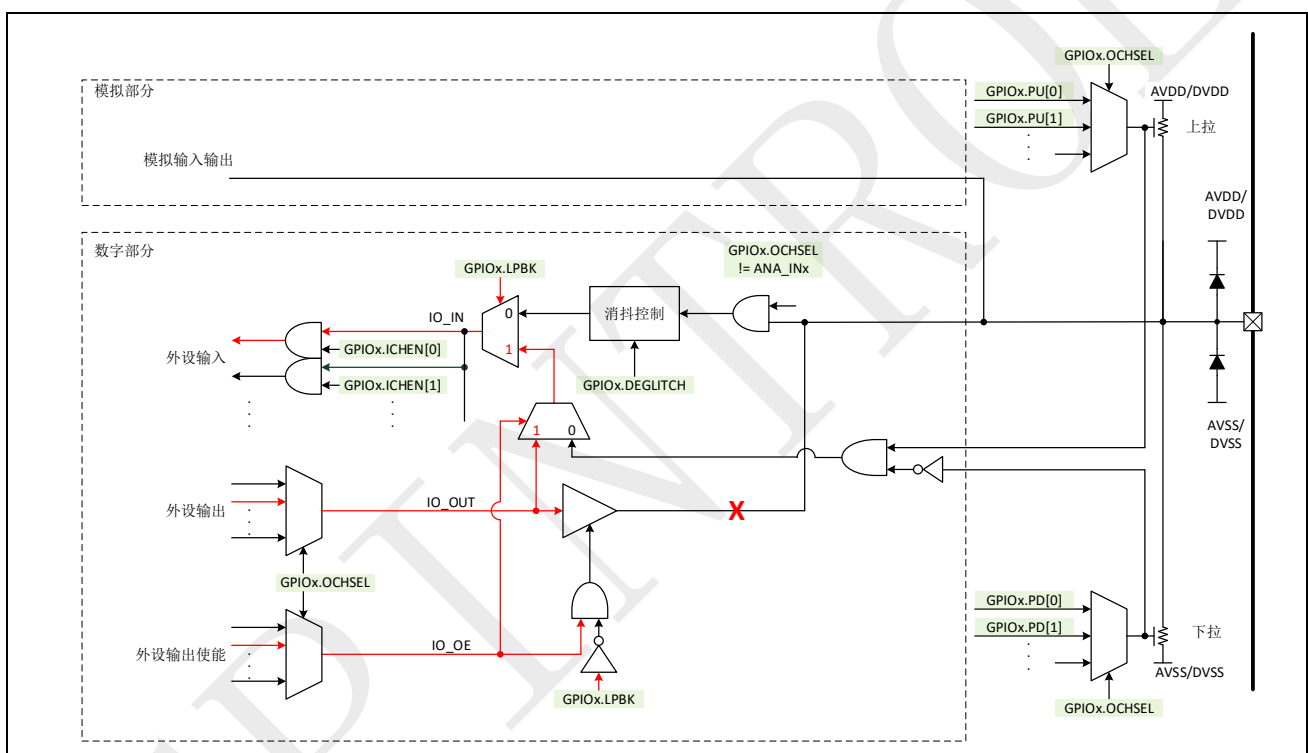 GPIOx.OCHSEL
模拟部分
GPIOx.PU[0]
AVDD/DVDD
GPIOx.PU[1]
上拉
模拟输入输出
AVDD/
DVDD
数字部分
GPIOx.OCHSEL
!= ANA_INx
GPIOx.LPBK
IO_IN
0
消抖控制
1
外设输入
GPIOx.ICHEN[0]
GPIOx.ICHEN[1]
GPIOx.DEGLITCH
1
0
AVSS/
DVSS
外设输出
IO_OUT
X
GPIOx.OCHSEL
GPIOx.PD[0]
GPIOx.PD[1]
下拉
外设输出使能
IO_OE
AVSS/DVSS
GPIOx.LPBK
GPIOx.OCHSEL